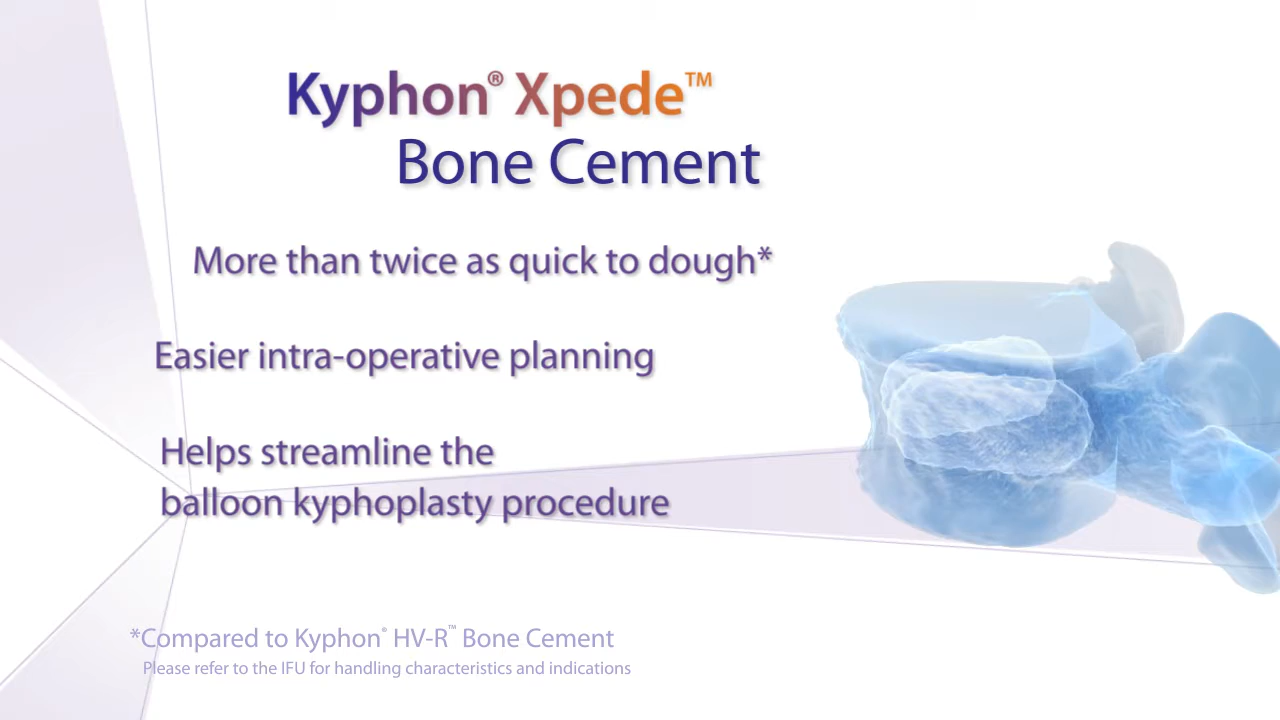 Kyphon® Xpede™
Bone Cement
More than twice as quick to dough*
Easier intra-operative planning
Helps streamline the
balloon kyphoplasty procedure
*Compared to Kyphon® HV-R™ Bone Cement
Please refer to the IFU for handling characteristics and indications